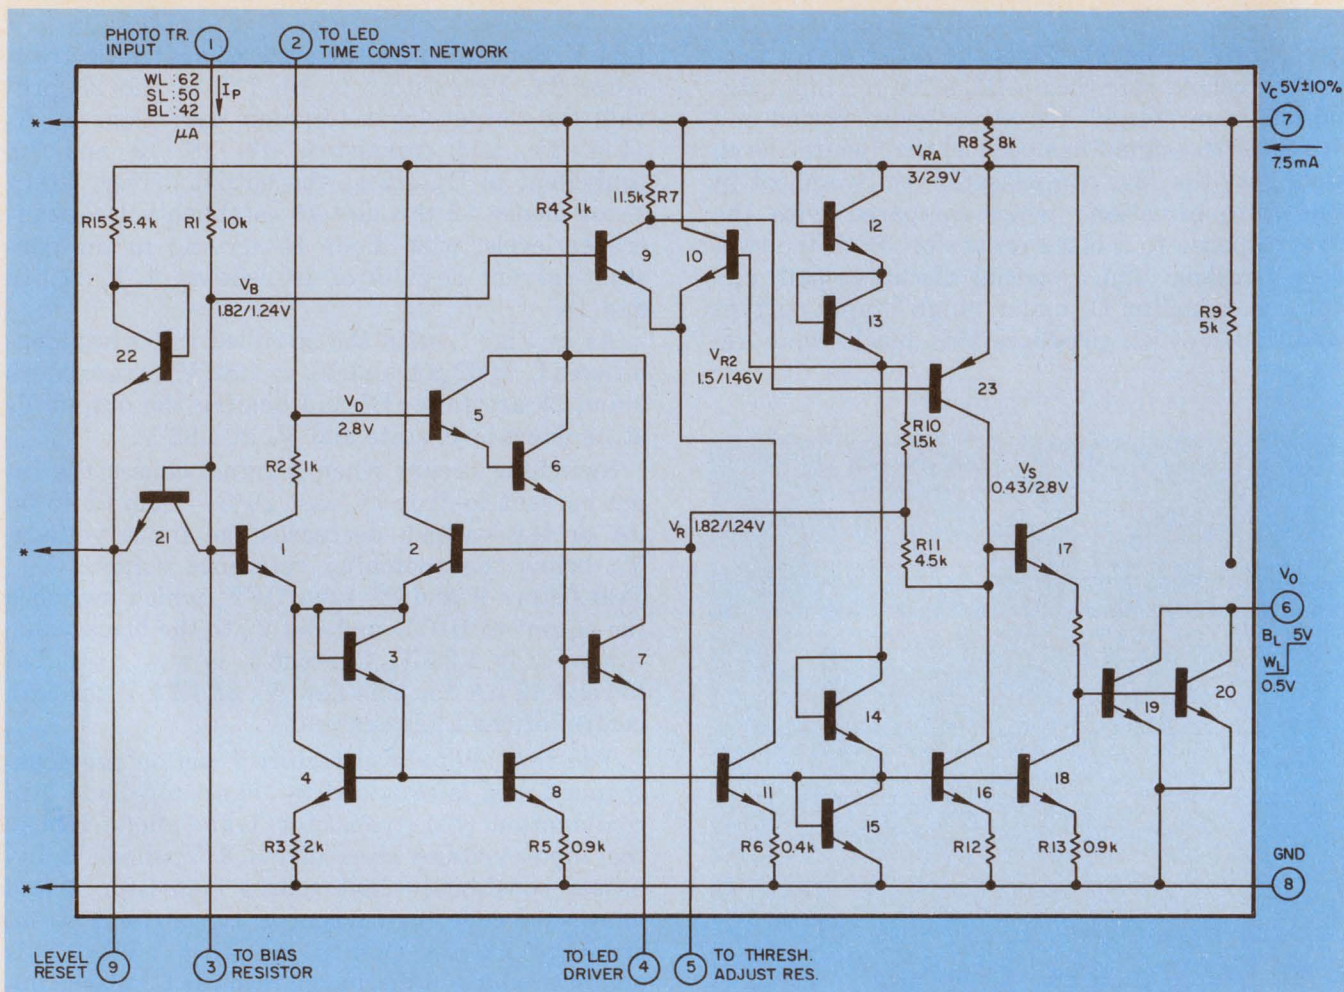 PHOTO TR.
INPUT
1
2
TO LED
TIME CONST. NETWORK
WL:62
SL:50
BL:42
μA
IP
VC 5V±10%
7
7.5mA
*
R8
8k
VRA
3/2.9V
R15
5.4k
R1
10k
R4
1k
11.5k
R7
12
9
10
VB
1.82/1.24V
13
R9
5k
22
VR2
1.5/1.46V
23
VD
2.8V
5
R10
15k
R2
1k
6
VS
0.43/2.8V
VR
1.82/1.24V
21
*
1
2
R11
4.5k
17
VO
6
BL
5V
WL
0.5V
3
7
14
19
20
4
8
11
15
16
18
R3
2k
R5
0.9k
R6
0.4k
R12
R13
0.9k
GND
8
*
LEVEL
RESET
9
3
TO BIAS
RESISTOR
TO LED
DRIVER
4
5
TO THRESH.
ADJUST RES.